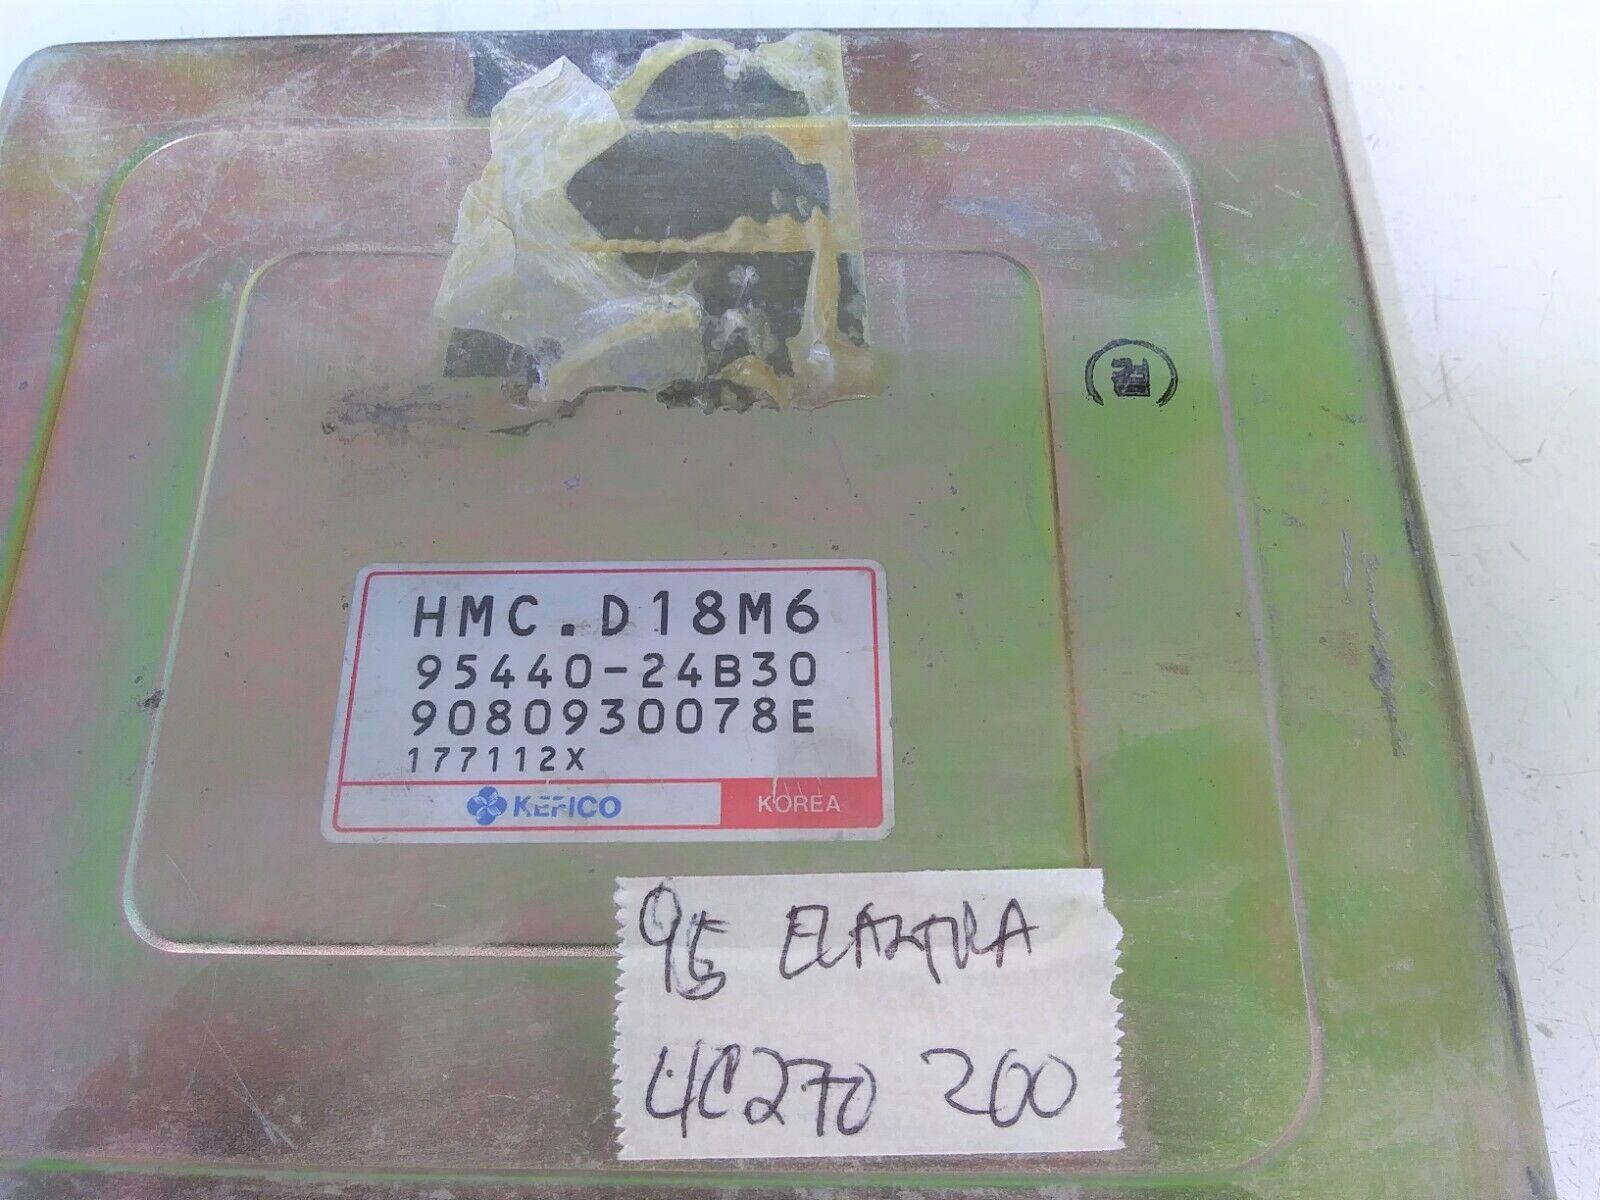 HMC.D18M6
95440-24B30
9080930078E
177112X
KEFICO KOREA
95 ELANTRA
4C270 200